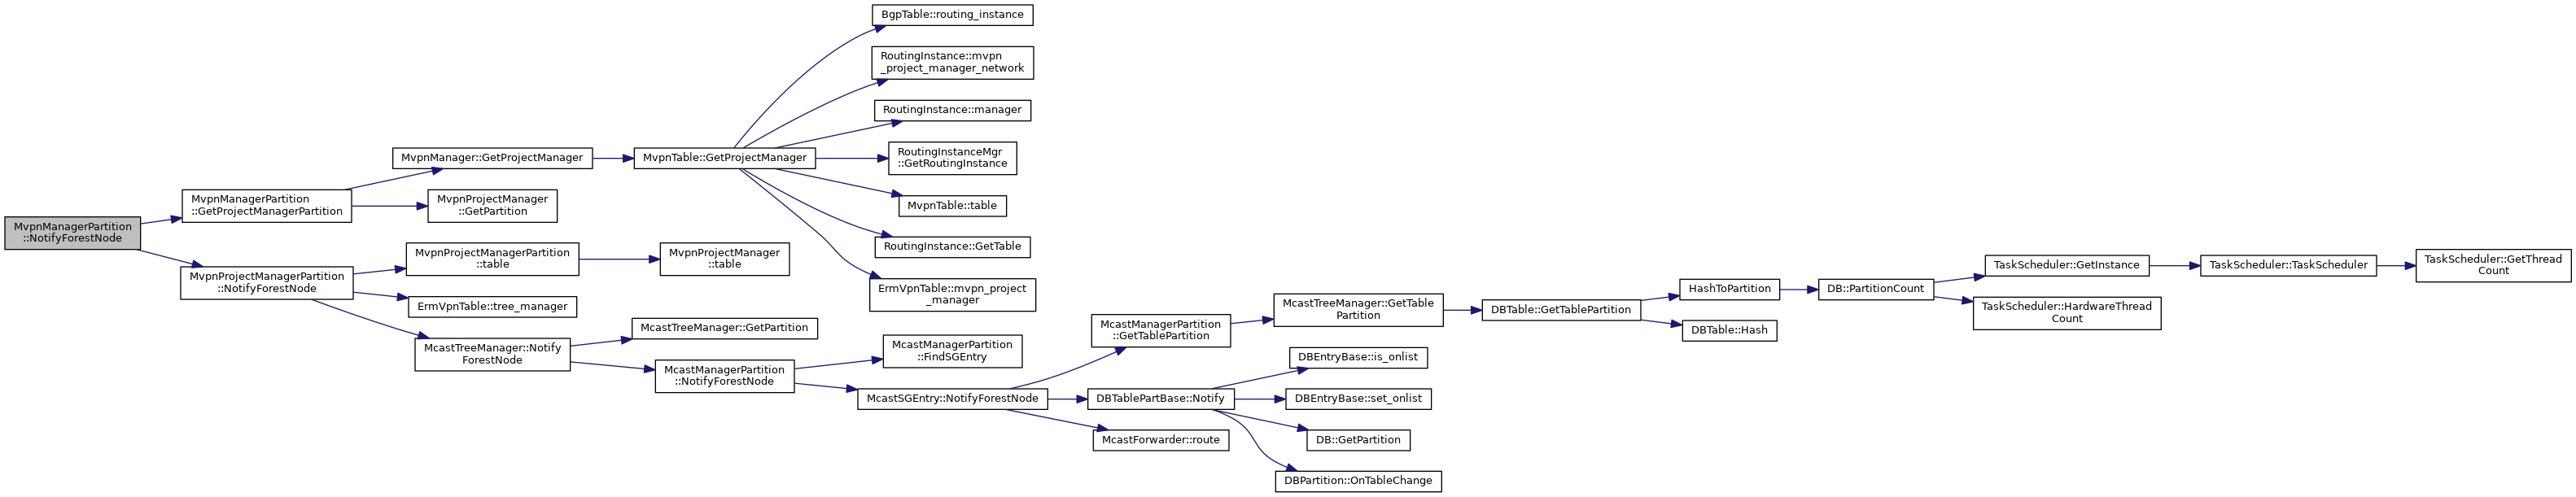 MvpnManagerPartition
::NotifyForestNode
MvpnManagerPartition
::GetProjectManagerPartition
MvpnManager::GetProjectManager
MvpnTable::GetProjectManager
BgpTable::routing_instance
RoutingInstance::mvpn
_project_manager_network
RoutingInstance::manager
RoutingInstanceMgr
::GetRoutingInstance
MvpnTable::table
RoutingInstance::GetTable
ErmVpnTable::mvpn_project
_manager
MvpnProjectManager
::GetPartition
MvpnProjectManagerPartition
::NotifyForestNode
MvpnProjectManagerPartition
::table
MvpnProjectManager
::table
ErmVpnTable::tree_manager
McastTreeManager::Notify
ForestNode
McastTreeManager::GetPartition
McastManagerPartition
::NotifyForestNode
McastManagerPartition
::FindSGEntry
McastSGEntry::NotifyForestNode
McastManagerPartition
::GetTablePartition
McastTreeManager::GetTable
Partition
DBTable::GetTablePartition
HashToPartition
DB::PartitionCount
TaskScheduler::GetInstance
TaskScheduler::TaskScheduler
TaskScheduler::GetThread
Count
TaskScheduler::HardwareThread
Count
DBTable::Hash
DBTablePartBase::Notify
DBEntryBase::is_onlist
DBEntryBase::set_onlist
DB::GetPartition
DBPartition::OnTableChange
McastForwarder::route